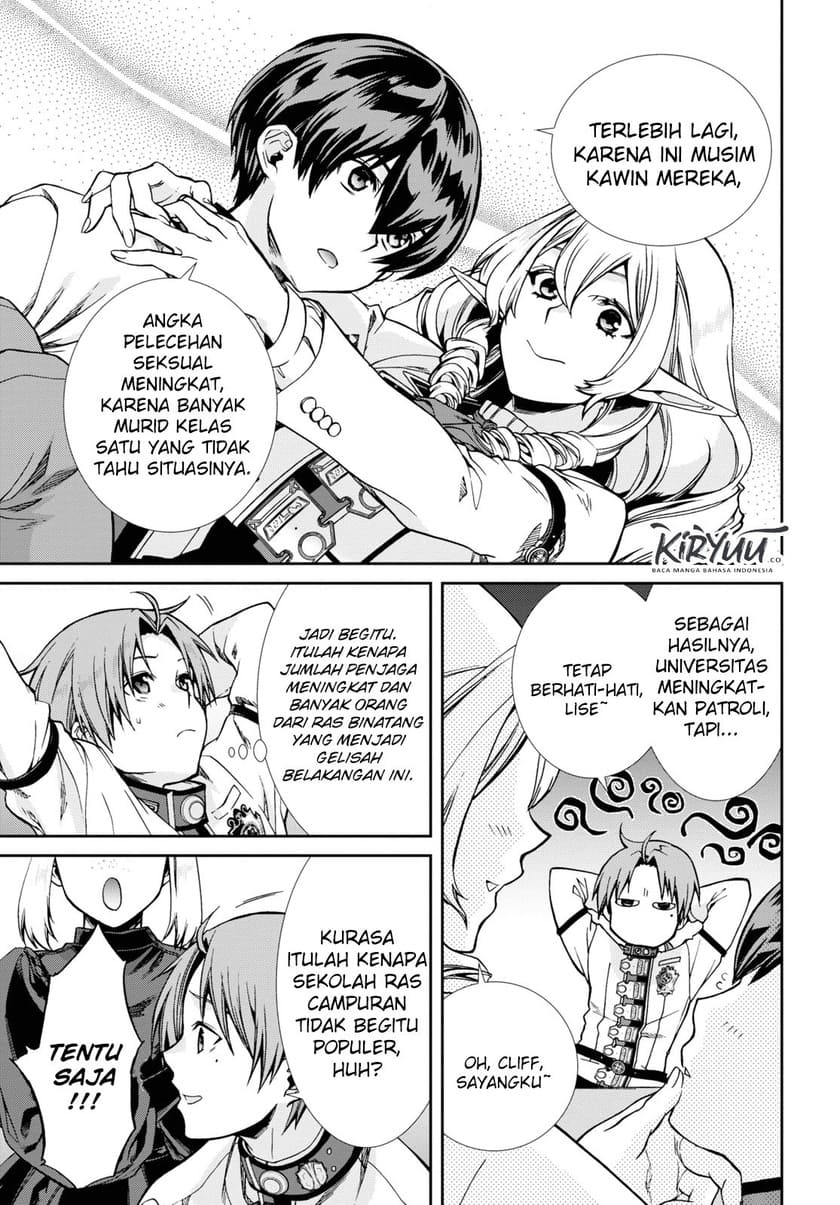 TERLEBIH LAGI,
KARENA INI MUSIM
KAWIN MEREKA,
ANGKA
PELECEHAN
SEKSUAL
MENINGKAT,
KARENA BANYAK
MURID KELAS
SATU YANG TIDAK
TAHU SITUASINYA.
KiRYUU.CO
BACA MANGA BAHASA INDONESIA
SEBAGAI
HASILNYA,
UNIVERSITAS
MENINGKAT-
KAN PATROLI,
TAPI...
TETAP
BERHATI-HATI,
LISE~
OH, CLIFF,
SAYANGKU~
JADI BEGITU.
ITULAH KENAPA
JUMLAH PENJAGA
MENINGKAT DAN
BANYAK ORANG
DARI RAS BINATANG
YANG MENJADI
GELISAH
BELAKANGAN INI.
KURASA
ITULAH KENAPA
SEKOLAH RAS
CAMPURAN
TIDAK BEGITU
POPULER,
HUH?
TENTU
SAJA
!!!